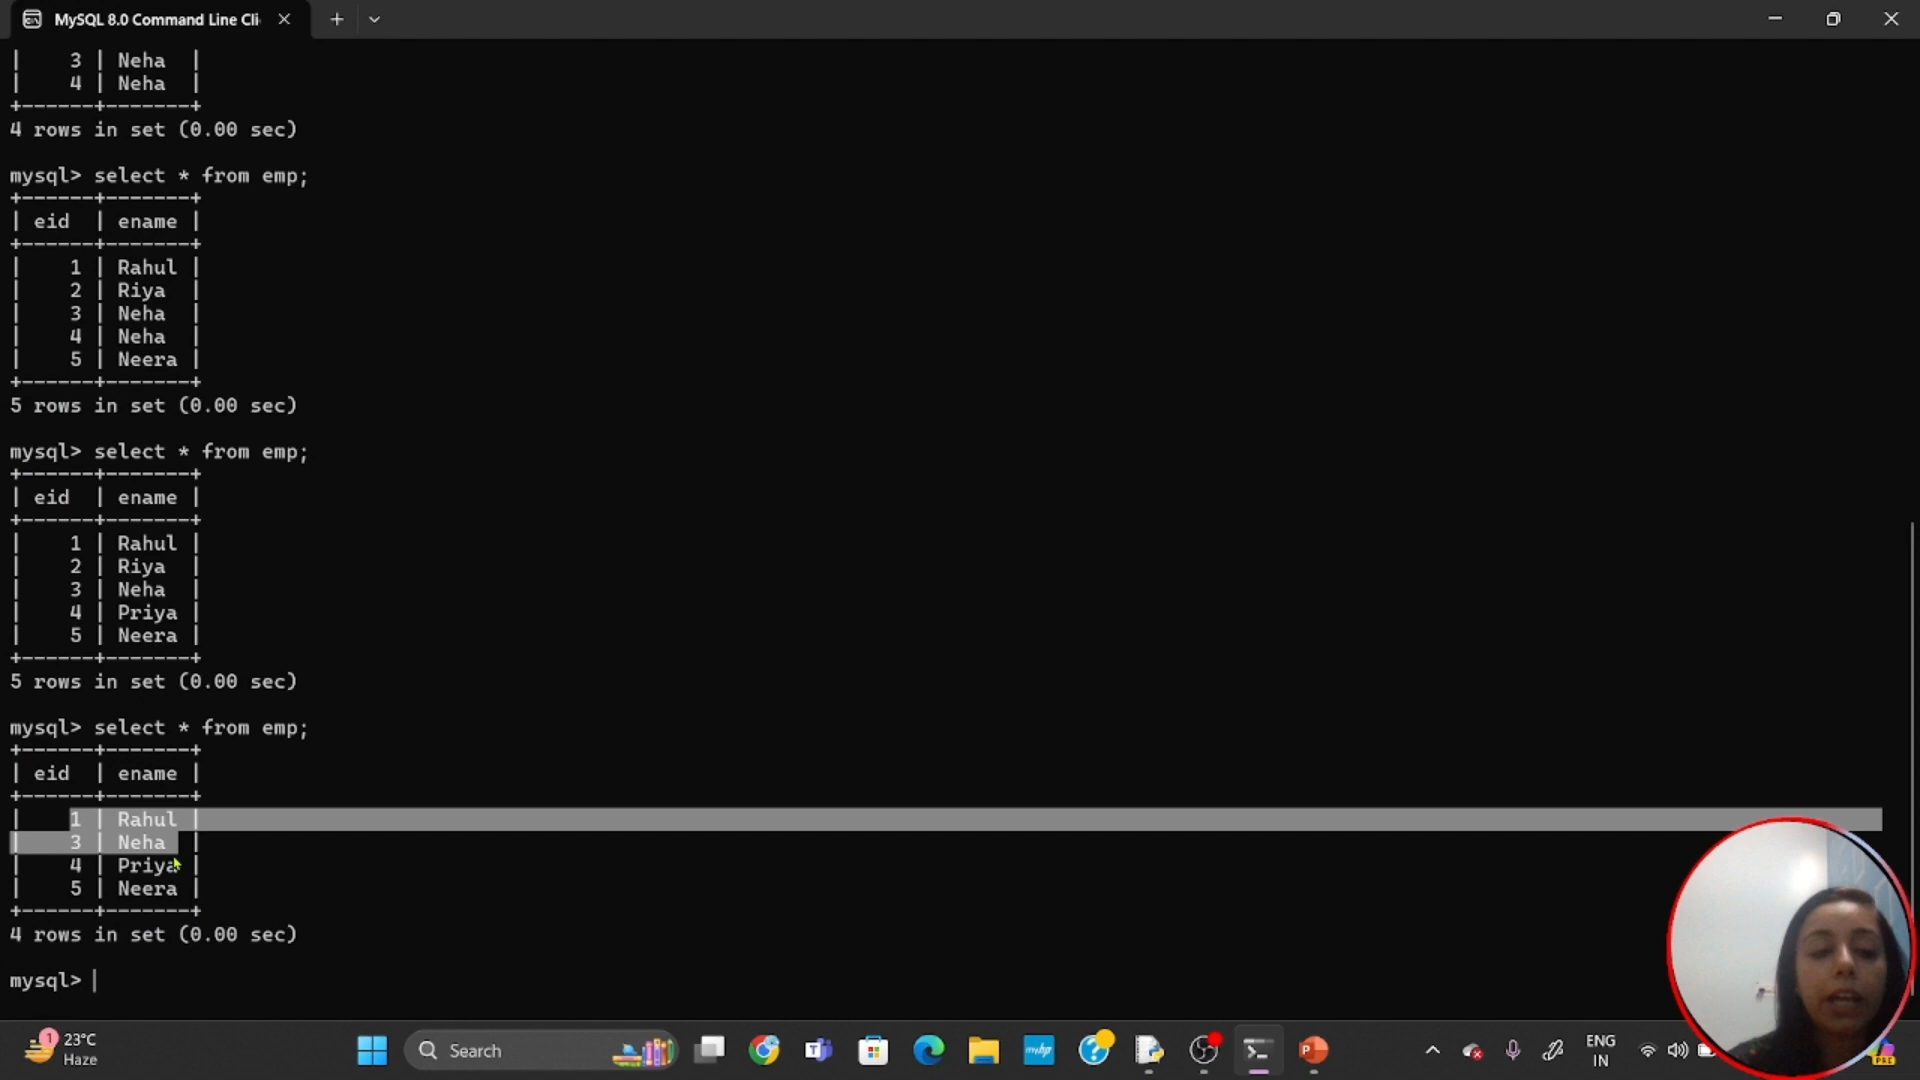 MySQL 8.0 Command Line Cli
|    3 | Neha  |
|    4 | Neha  |
+------+-------+
4 rows in set (0.00 sec)
mysql> select * from emp;
+------+-------+
| eid  | ename |
+------+-------+
|    1 | Rahul |
|    2 | Riya  |
|    3 | Neha  |
|    4 | Neha  |
|    5 | Neera |
+------+-------+
5 rows in set (0.00 sec)
mysql> select * from emp;
+------+-------+
| eid  | ename |
+------+-------+
|    1 | Rahul |
|    2 | Riya  |
|    3 | Neha  |
|    4 | Priya |
|    5 | Neera |
+------+-------+
5 rows in set (0.00 sec)
mysql> select * from emp;
+------+-------+
| eid  | ename |
+------+-------+
|    1 | Rahul |
|    3 | Neha  |
|    4 | Priya |
|    5 | Neera |
+------+-------+
4 rows in set (0.00 sec)
mysql>
1
23°C
Haze
Search
myhp
ENG
IN
PRE